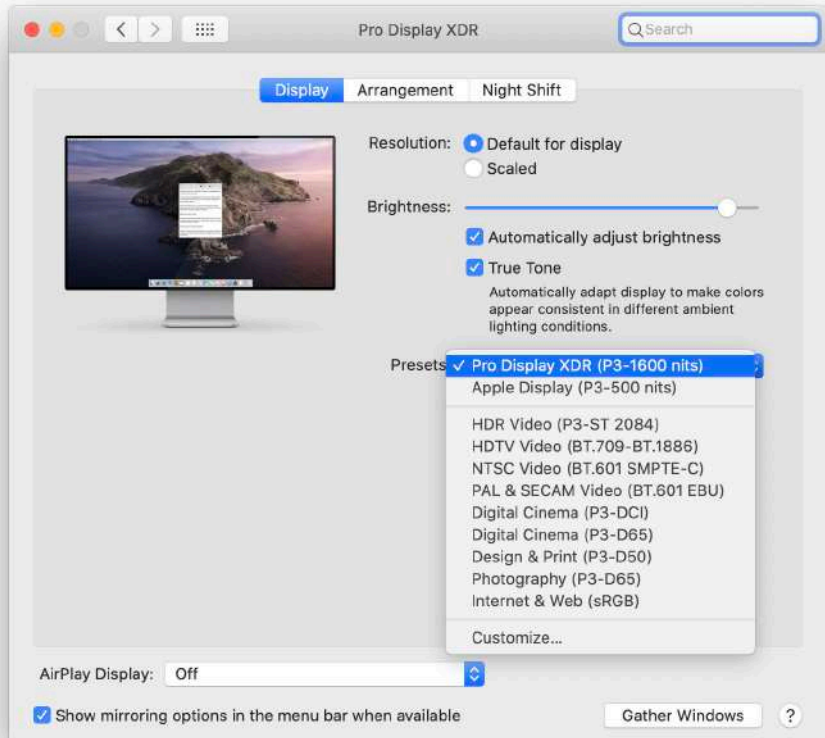 Pro Display XDR
Search
Display
Arrangement
Night Shift
Resolution:
Default for display
Scaled
Brightness:
Automatically adjust brightness
True Tone
Automatically adapt display to make colors
appear consistent in different ambient
lighting conditions.
Presets
✓ Pro Display XDR (P3-1600 nits)
Apple Display (P3-500 nits)
HDR Video (P3-ST 2084)
HDTV Video (BT.709-BT.1886)
NTSC Video (BT.601 SMPTE-C)
PAL & SECAM Video (BT.601 EBU)
Digital Cinema (P3-DCI)
Digital Cinema (P3-D65)
Design & Print (P3-D50)
Photography (P3-D65)
Internet & Web (sRGB)
Customize...
AirPlay Display: Off
Show mirroring options in the menu bar when available
Gather Windows
?